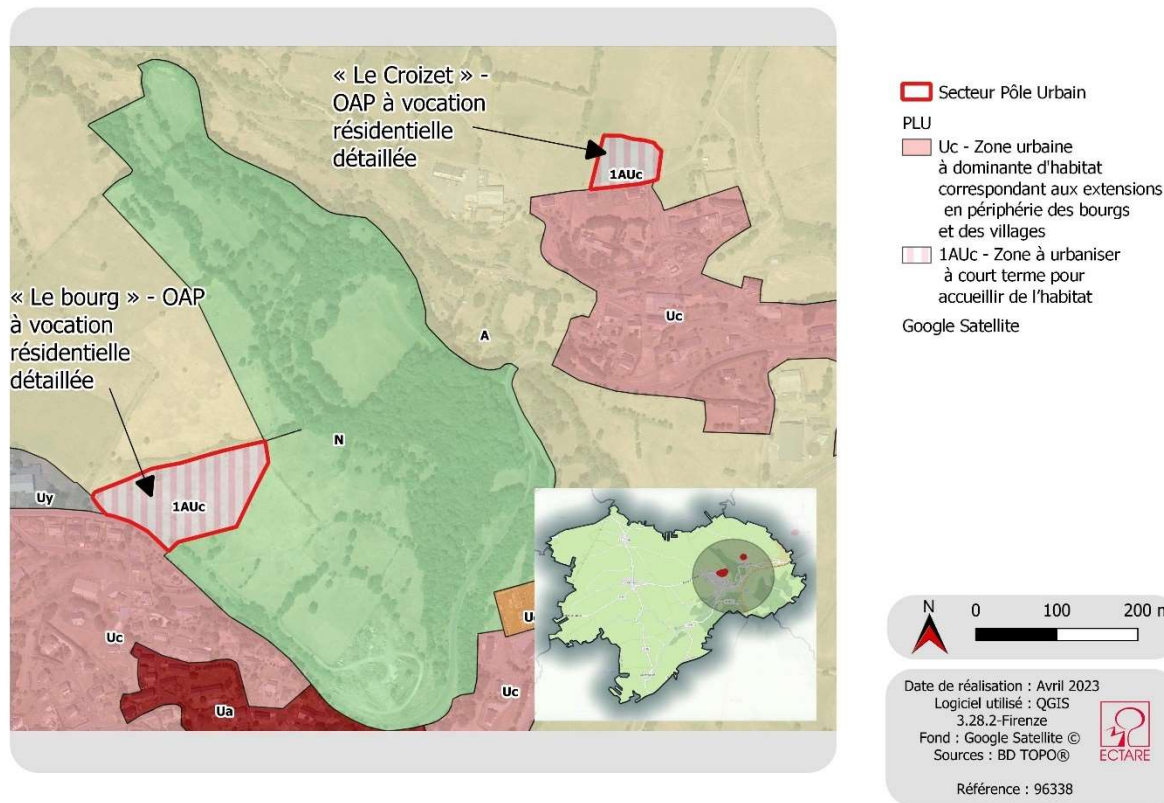 « Le Croizet » -
OAP à vocation
résidentielle
détaillée
1AUc
Uc
A
« Le bourg » - OAP
à vocation
résidentielle
détaillée
N
Uy
1AUc
Uc
Ua
Uc
Secteur Pôle Urbain
PLU
Uc - Zone urbaine
à dominante d'habitat
correspondant aux extensions
en périphérie des bourgs
et des villages
1AUc - Zone à urbaniser
à court terme pour
accueillir de l'habitat
Google Satellite
N
0 100 200 m
Date de réalisation : Avril 2023
Logiciel utilisé : QGIS
3.28.2-Firenze
Fond : Google Satellite ©
Sources : BD TOPO®
ECTARE
Référence : 96338